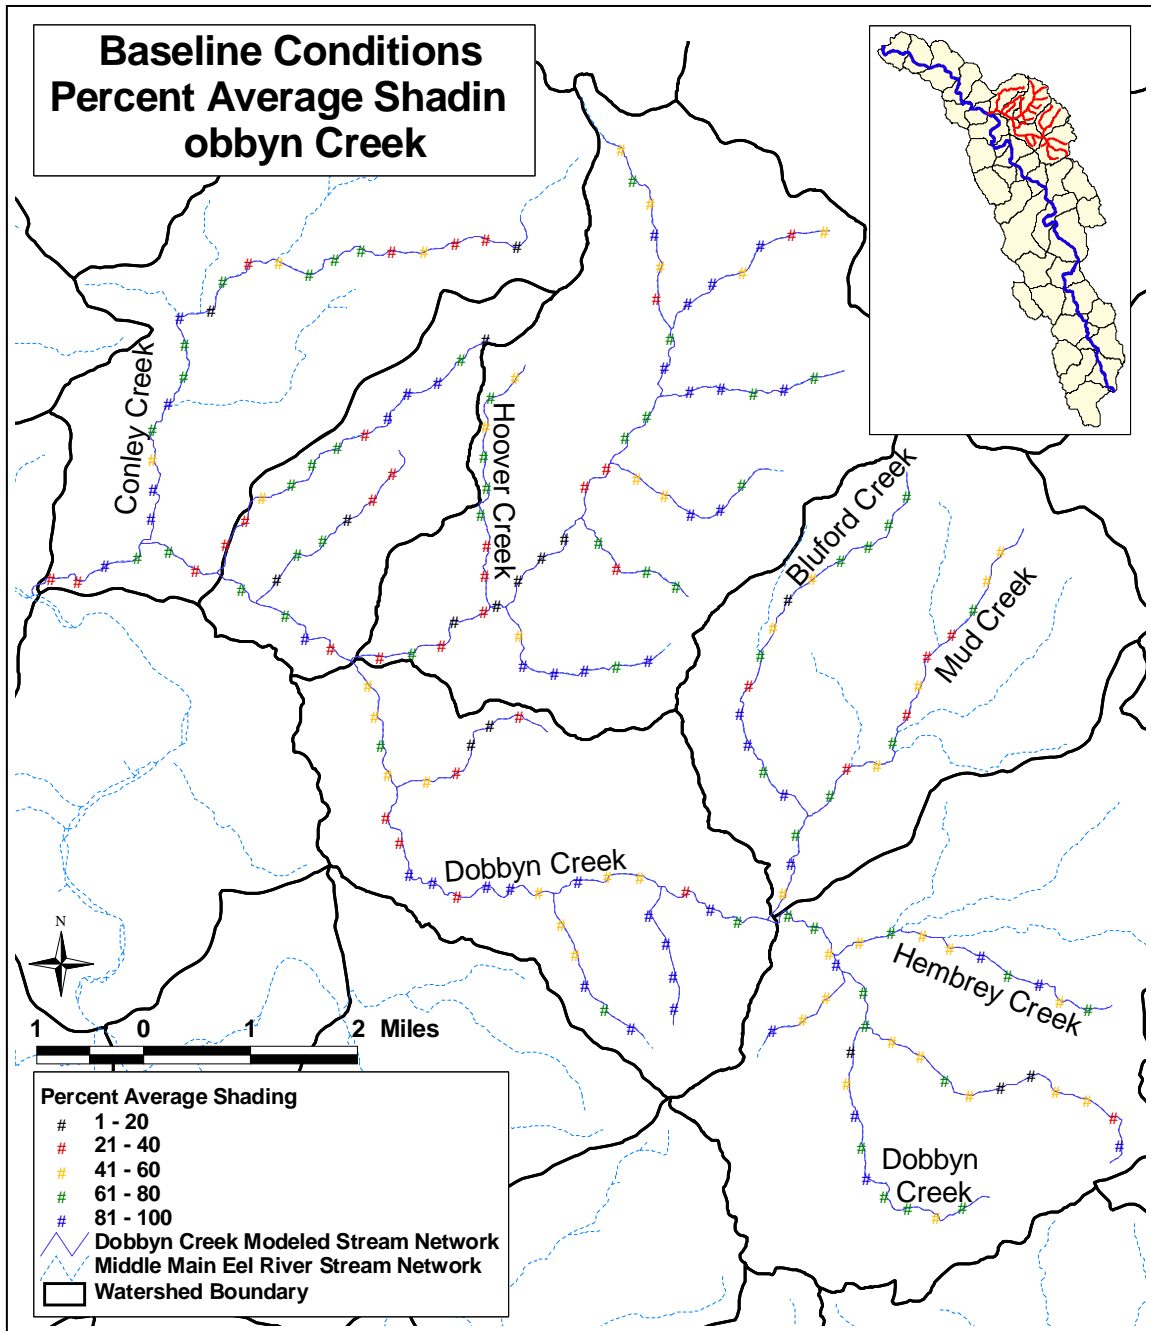 Baseline Conditions
Percent Average Shadin
obbyn Creek
Conley Creek
Hoover Creek
Bluford Creek
Mud Creek
Dobbyn Creek
Hembrey Creek
Dobbyn
Creek
N
1 0 1 2 Miles
Percent Average Shading
# 1 - 20
# 21 - 40
# 41 - 60
# 61 - 80
# 81 - 100
Dobbyn Creek Modeled Stream Network
Middle Main Eel River Stream Network
Watershed Boundary